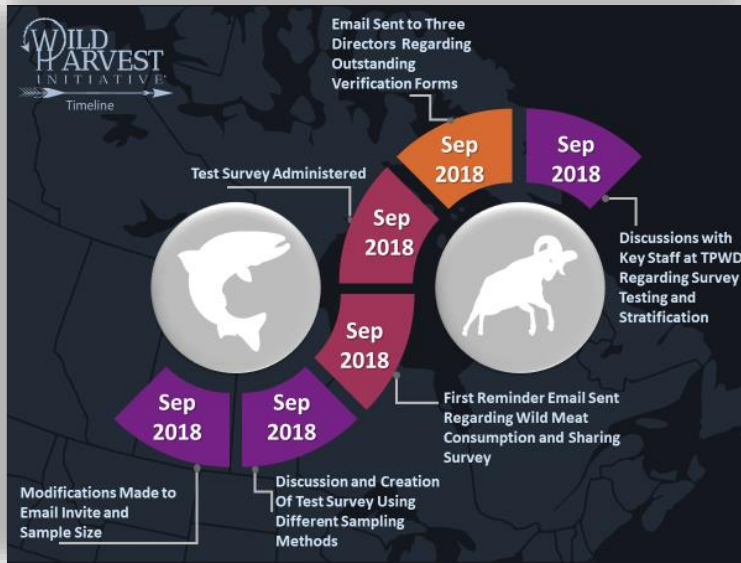 WILD
HARVEST
INITIATIVE®
Timeline
Email Sent to Three
Directors Regarding
Outstanding
Verification Forms
Sep
2018
Sep
2018
Test Survey Administered
Sep
2018
Discussions with
Key Staff at TPWD
Regarding Survey
Testing and
Stratification
Sep
2018
First Reminder Email Sent
Regarding Wild Meat
Consumption and Sharing
Survey
Sep
2018
Sep
2018
Modifications Made to
Email Invite and
Sample Size
Discussion and Creation
Of Test Survey Using
Different Sampling
Methods